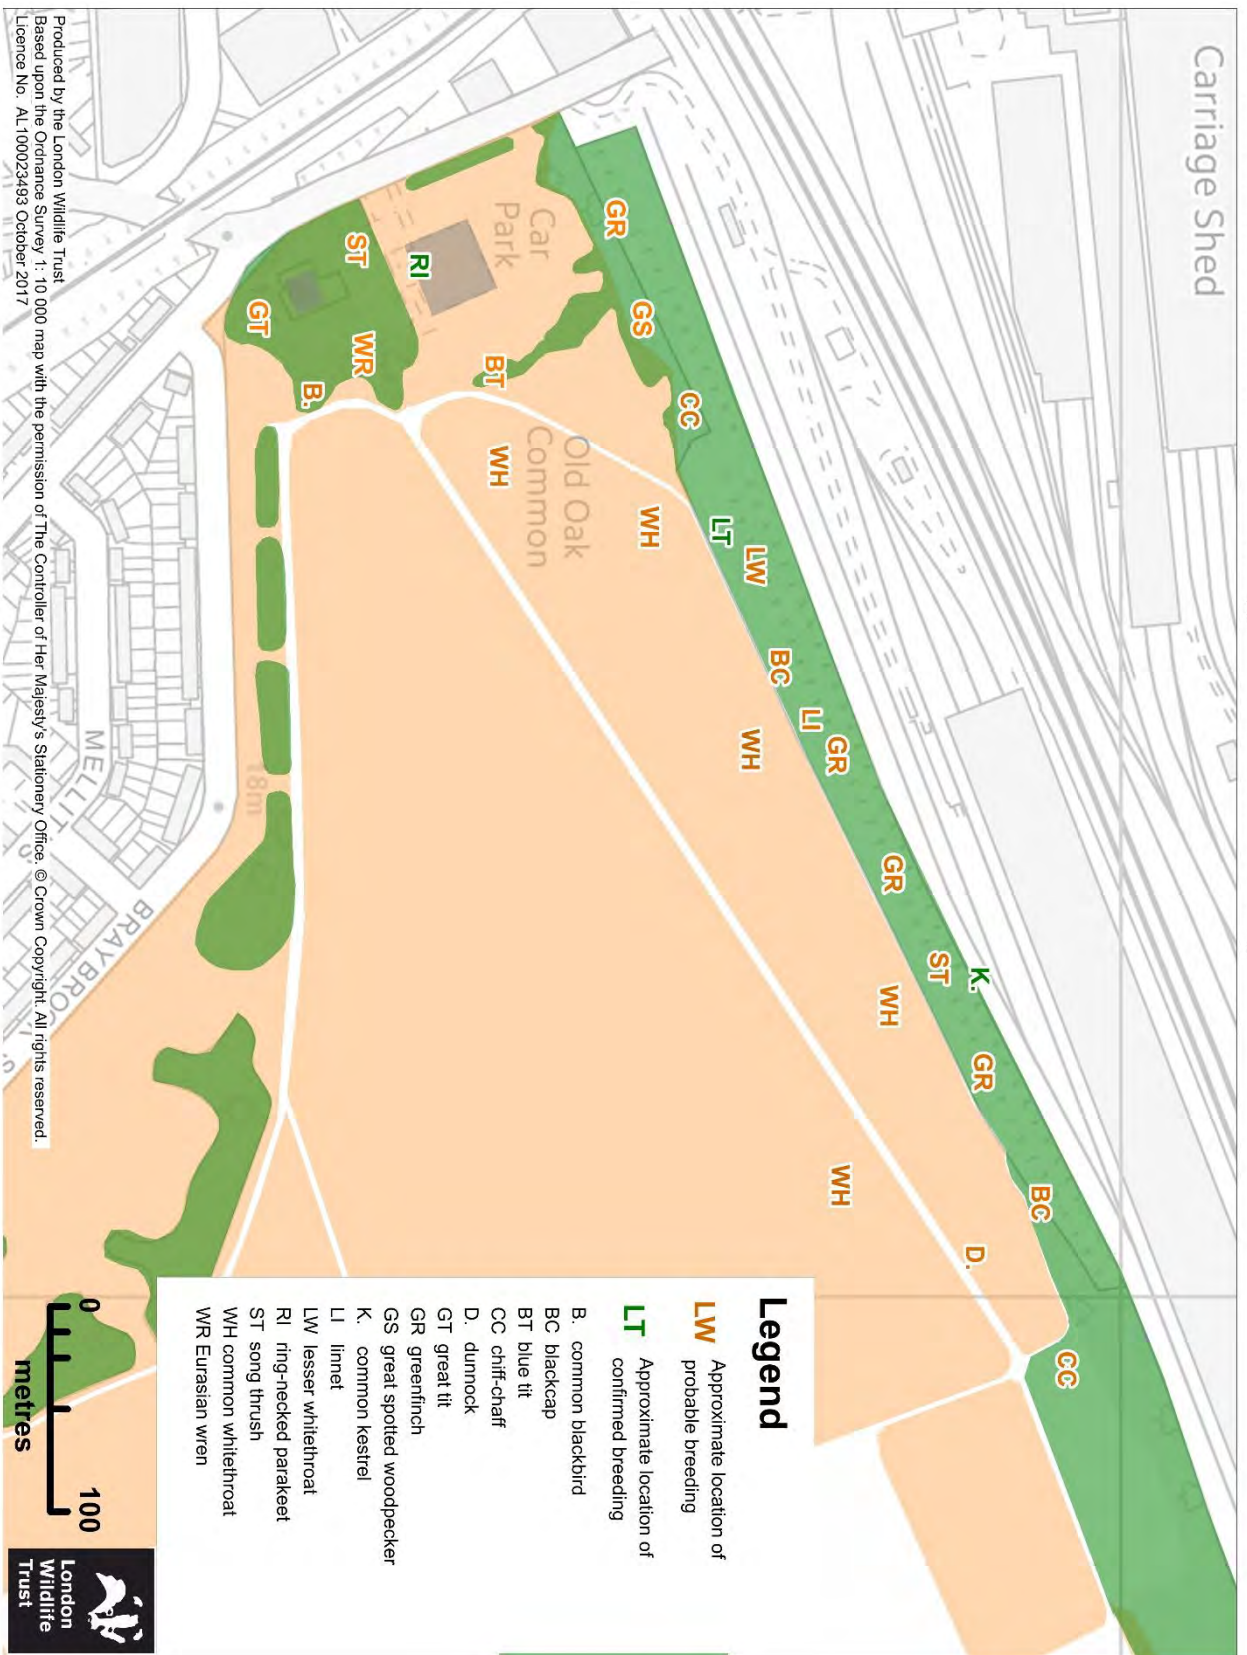 Carriage Shed
GR
ST
RI
Car
Park
GT
GS
WR
BT
B.
CC
WH
Old Oak
Common
WH
LT
LW
BC
LI
GR
WH
18m
MELLIT
GR
BRAYBROOK
ST
K.
WH
GR
WH
BC
D.
CC
Legend
LW Approximate location of
probable breeding
LT Approximate location of
confirmed breeding
B. common blackbird
BC blackcap
BT blue tit
CC chiff-chaff
D. dunnock
GT great tit
GR greenfinch
GS great spotted woodpecker
K. common kestrel
LI linnet
LW lesser whitethroat
RI ring-necked parakeet
ST song thrush
WH common whitethroat
WR Eurasian wren
0 100
metres
London
Wildlife
Trust
Produced by the London Wildlife Trust
Based upon the Ordnance Survey 1: 10 000 map with the permission of The Controller of Her Majesty's Stationery Office. © Crown Copyright. All rights reserved.
Licence No. AL100023493 October 2017